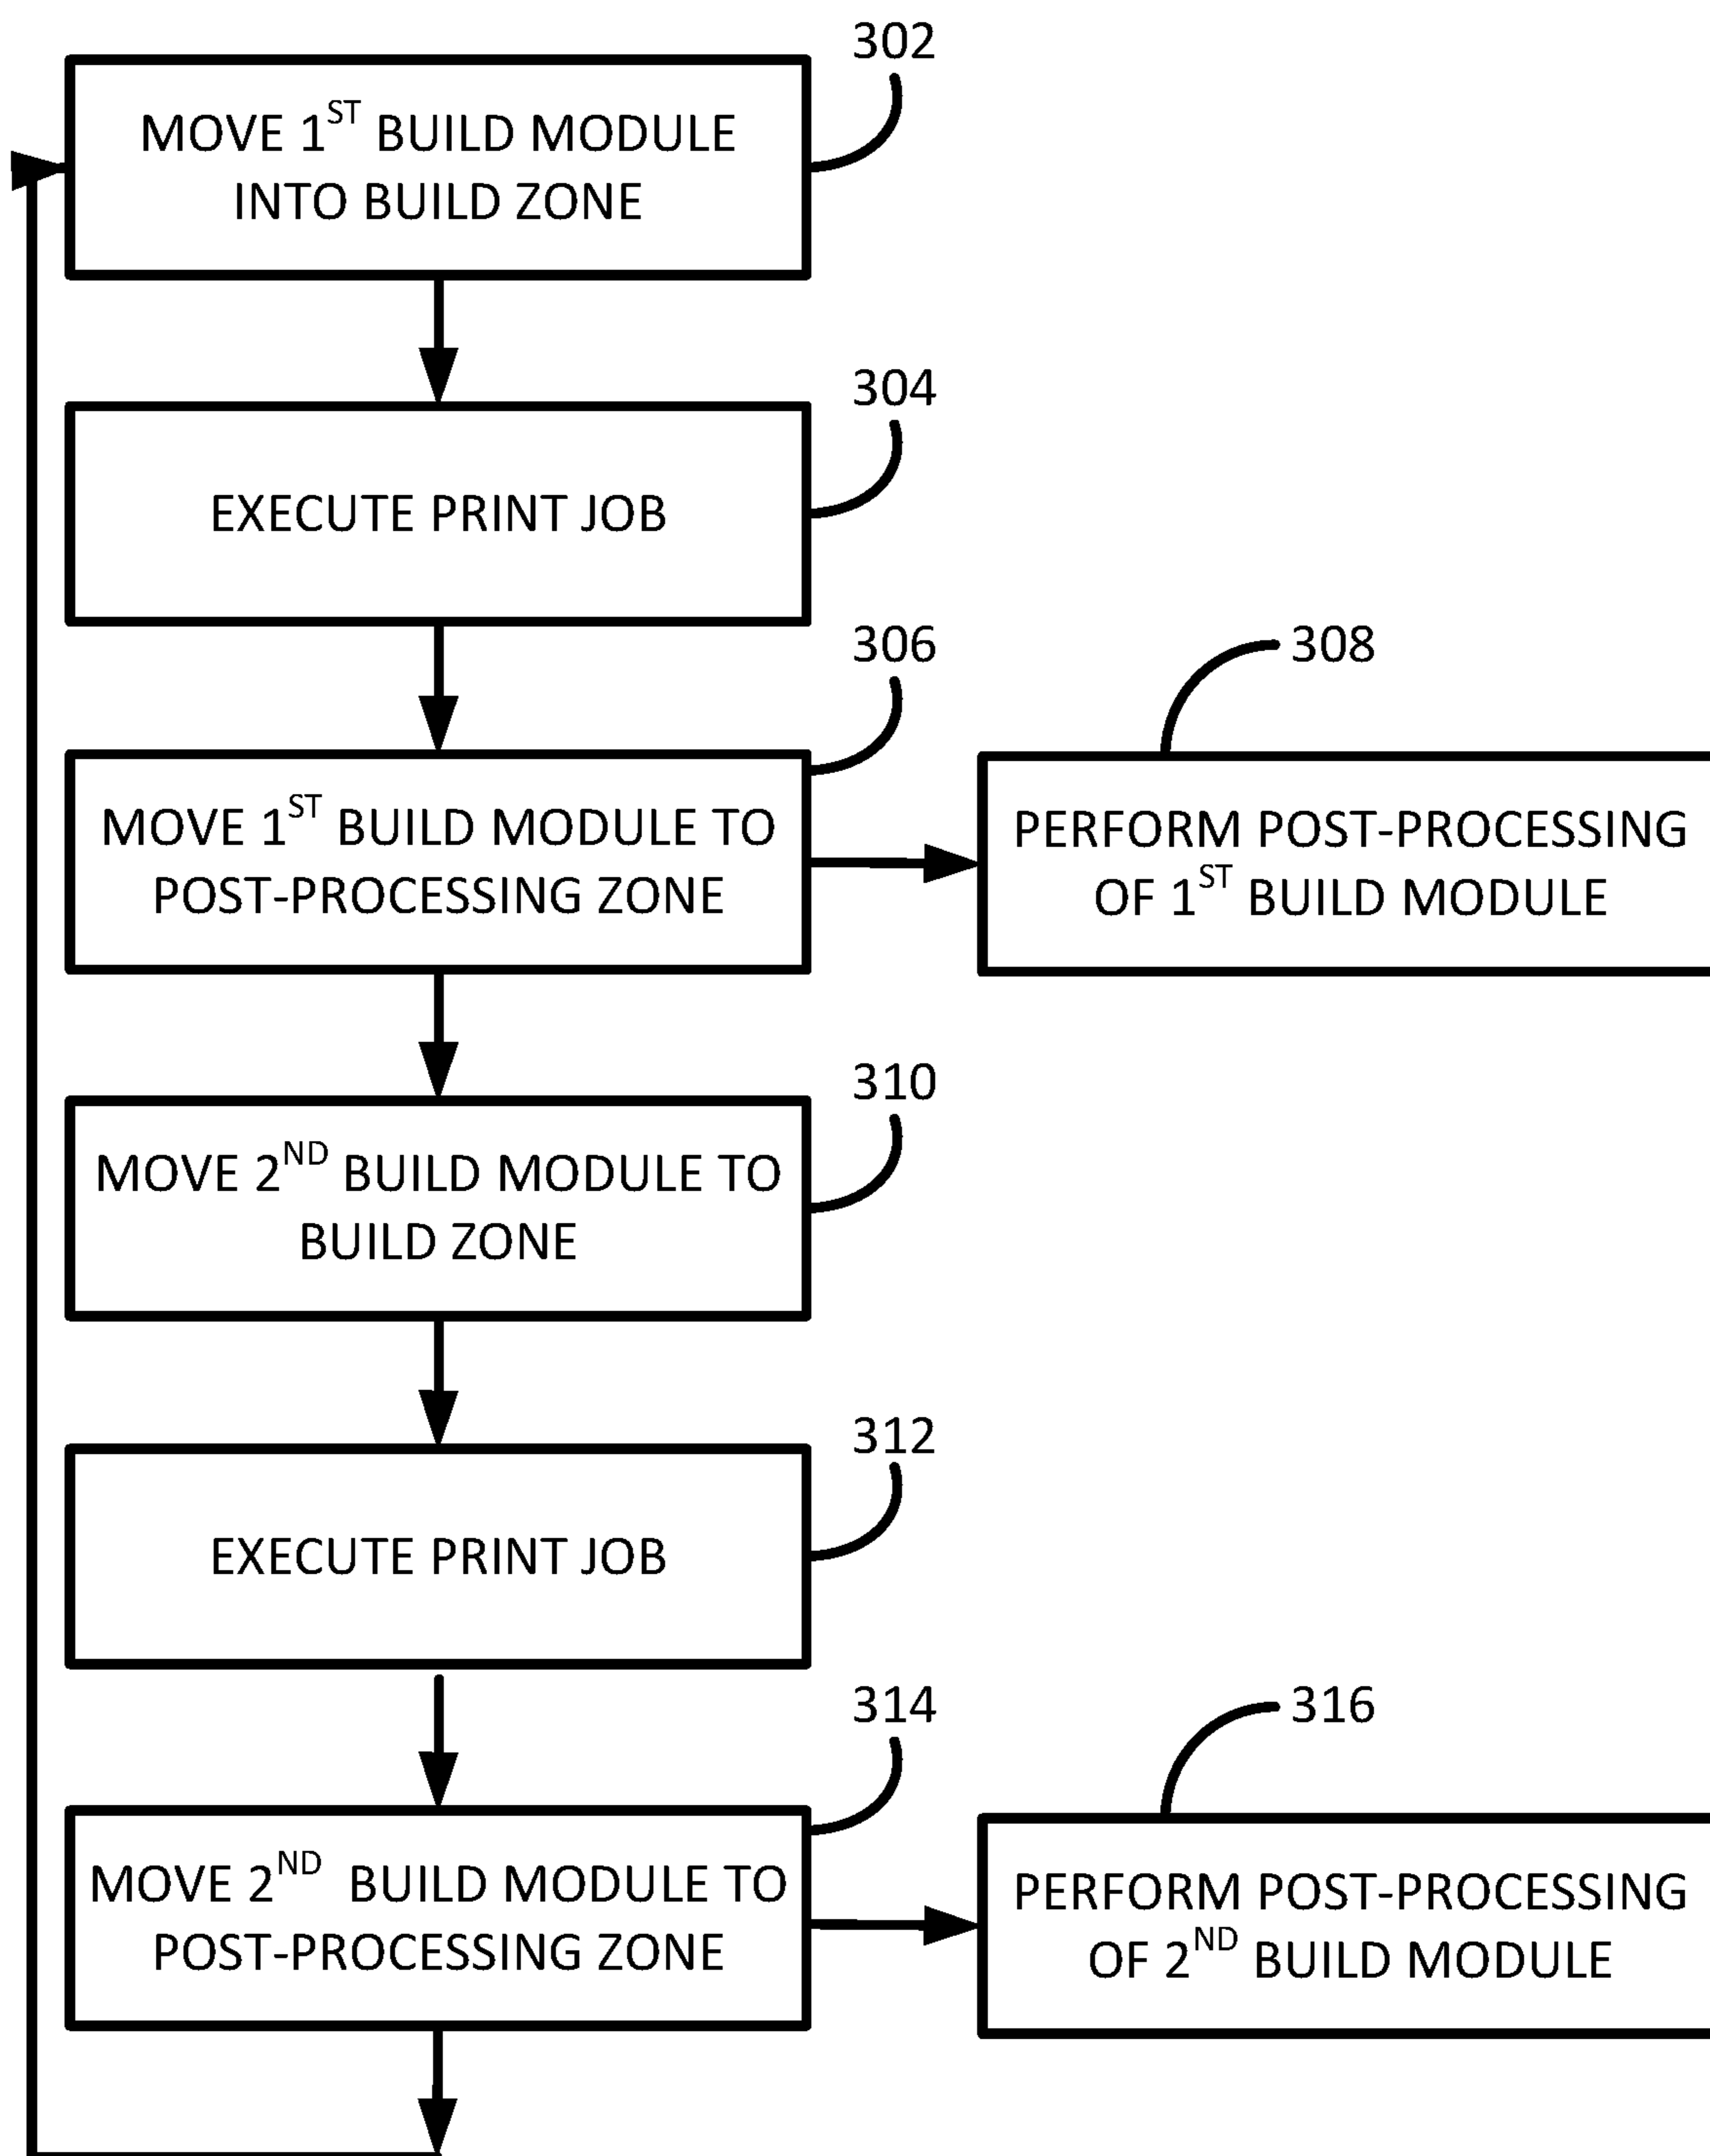 302
MOVE 1ST BUILD MODULE
INTO BUILD ZONE
304
EXECUTE PRINT JOB
306
MOVE 1ST BUILD MODULE TO
POST-PROCESSING ZONE
308
PERFORM POST-PROCESSING
OF 1ST BUILD MODULE
310
MOVE 2ND BUILD MODULE TO
BUILD ZONE
312
EXECUTE PRINT JOB
314
MOVE 2ND BUILD MODULE TO
POST-PROCESSING ZONE
316
PERFORM POST-PROCESSING
OF 2ND BUILD MODULE